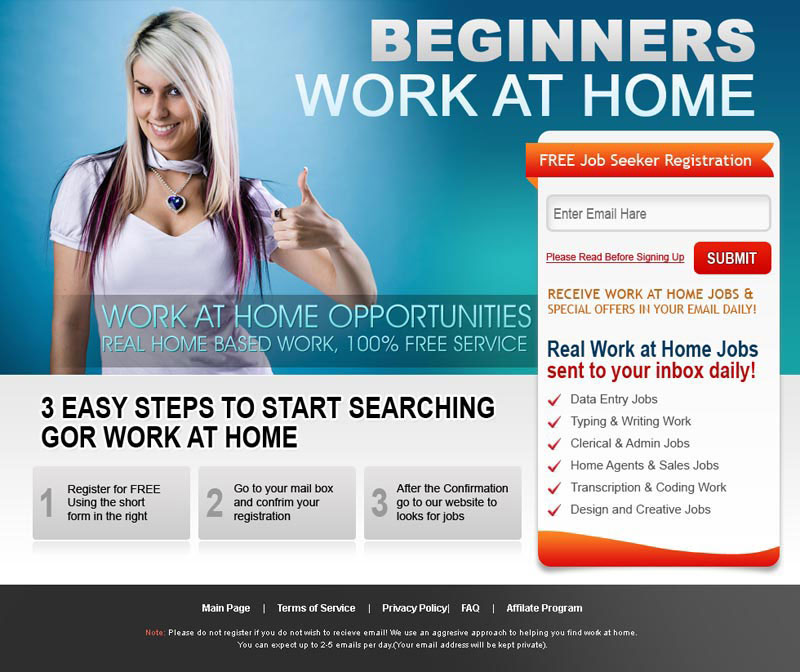 BEGINNERS
WORK AT HOME
FREE Job Seeker Registration
Enter Email Hare
Please Read Before Signing Up
SUBMIT
RECEIVE WORK AT HOME JOBS &
SPECIAL OFFERS IN YOUR EMAIL DAILY!
WORK AT HOME OPPORTUNITIES
REAL HOME BASED WORK, 100% FREE SERVICE
Real Work at Home Jobs
sent to your inbox daily!
Data Entry Jobs
Typing & Writing Work
Clerical & Admin Jobs
Home Agents & Sales Jobs
Transcription & Coding Work
Design and Creative Jobs
3 EASY STEPS TO START SEARCHING
GOR WORK AT HOME
1
Register for FREE
Using the short
form in the right
2
Go to your mail box
and confrim your
registration
3
After the Confirmation
go to our website to
looks for jobs
Main Page | Terms of Service | Privacy Policy| FAQ | Affilate Program
Note: Please do not register if you do not wish to recieve email! We use an aggresive approach to helping you find work at home.
You can expect up to 2-5 emails per day.(Your email address will be kept private).